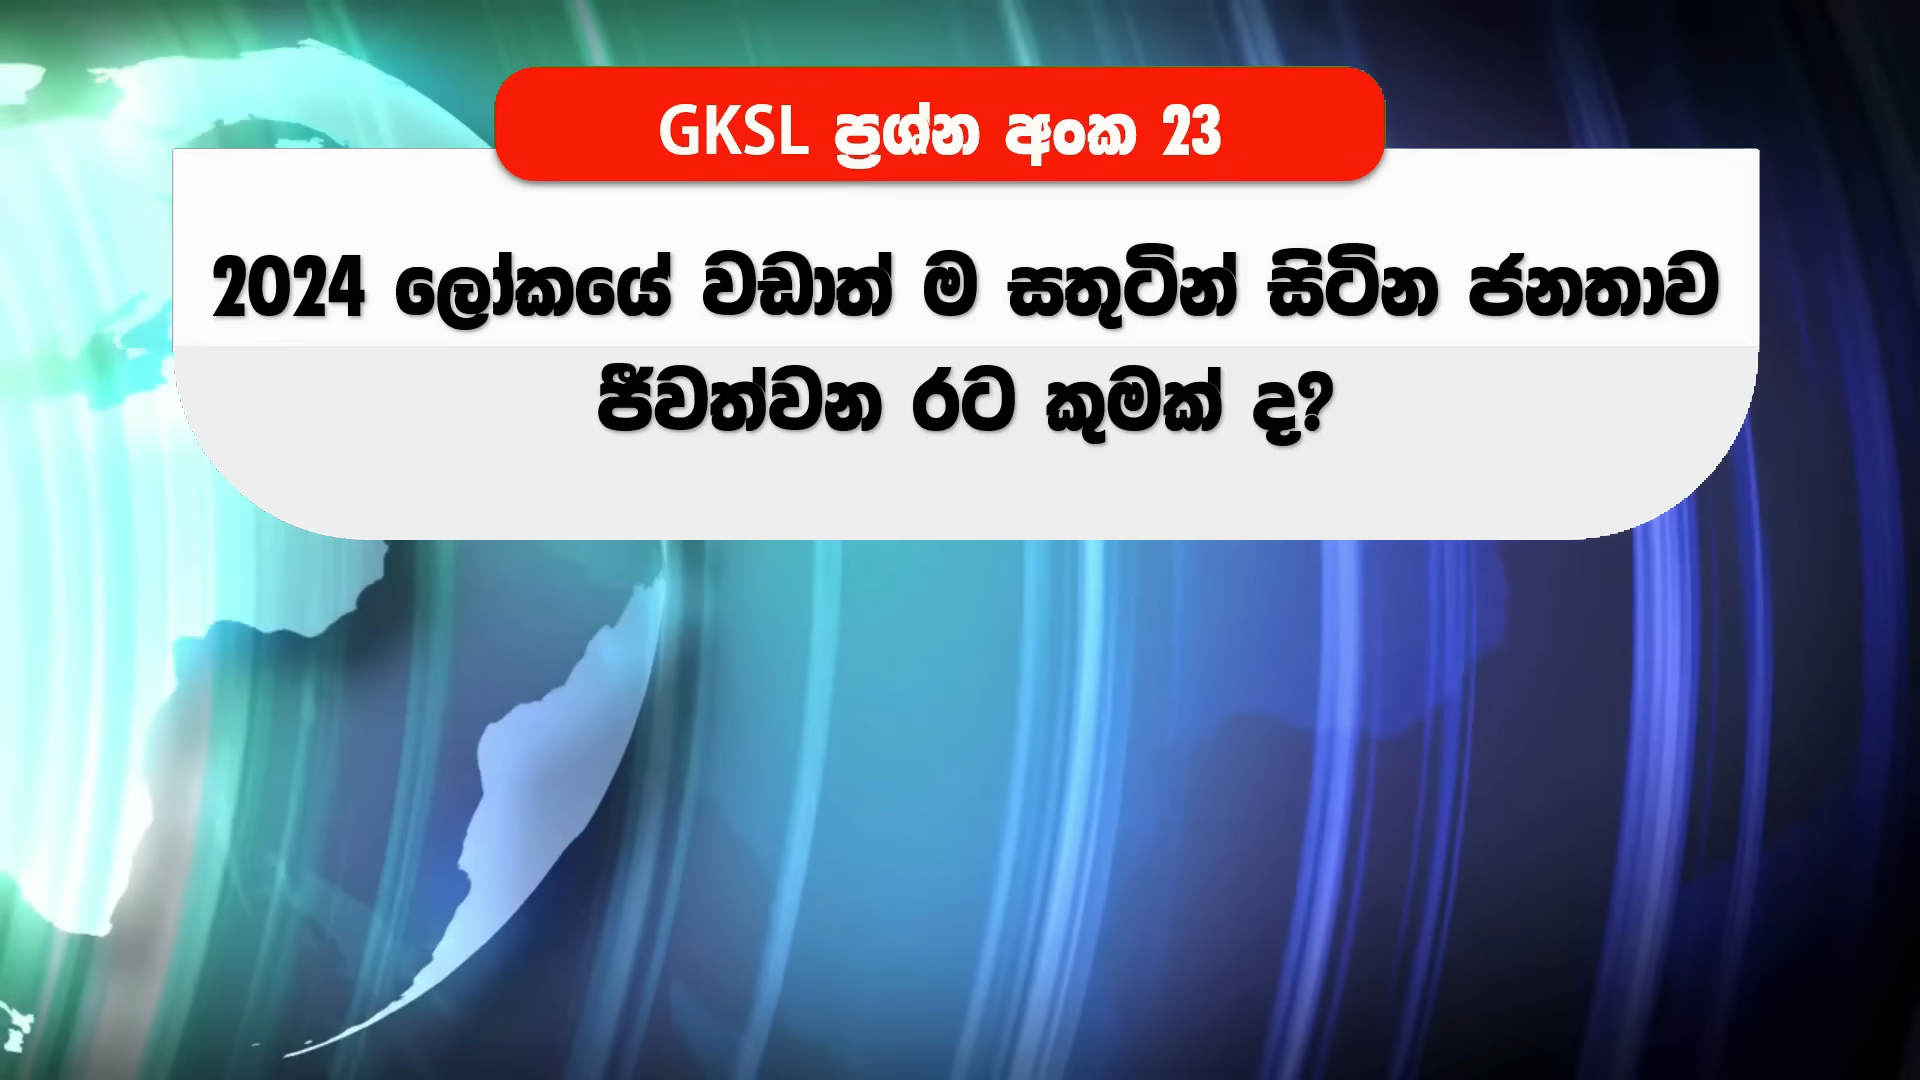 GKSL ප්‍රශ්න අංක 23
2024 ලෝකයේ වඩාත් ම සතුටින් සිටින ජනතාව
ජීවත්වන රට කුමක් ද?